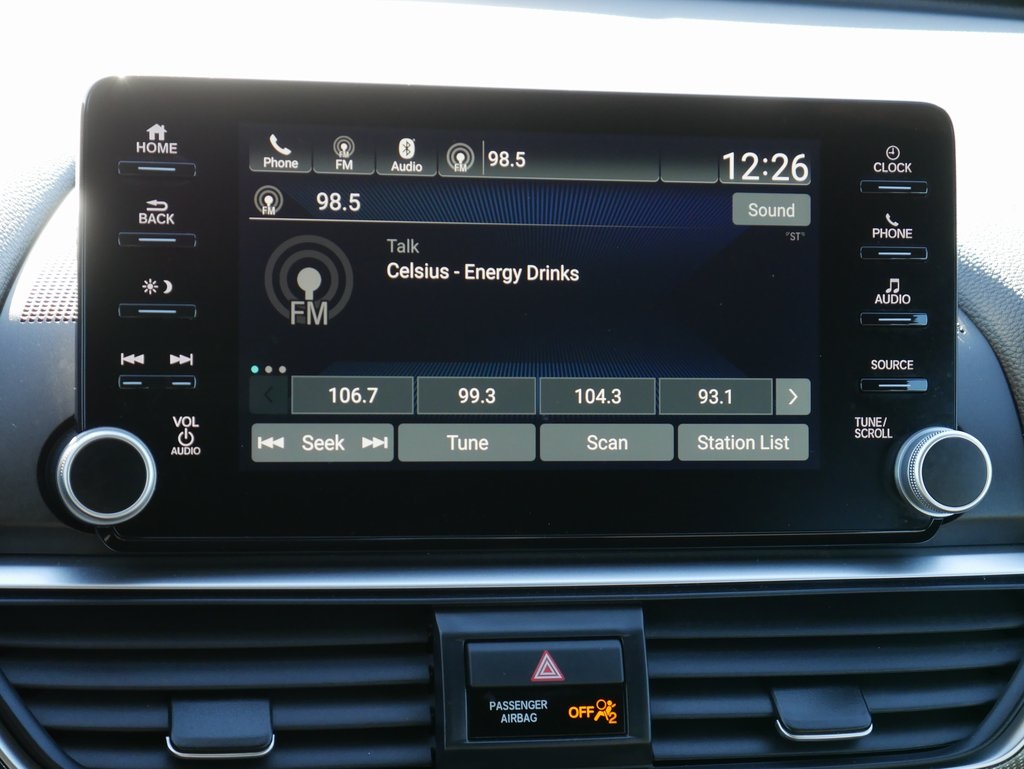 HOME
BACK
VOL
AUDIO
Phone
FM
Audio
98.5
12:26
FM
98.5
Sound
"ST"
FM
Talk
Celsius - Energy Drinks
106.7
99.3
104.3
93.1
Seek
Tune
Scan
Station List
CLOCK
PHONE
AUDIO
SOURCE
TUNE/
SCROLL
PASSENGER
AIRBAG
OFF
2